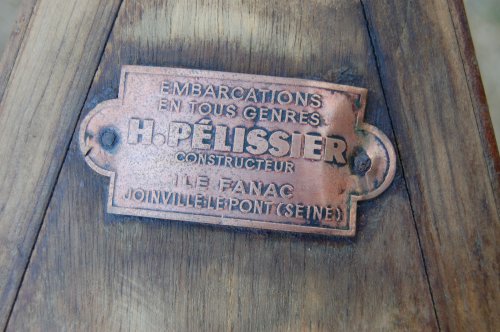 EMBARCATIONS
EN TOUS GENRES
H. PÉLISSIER
CONSTRUCTEUR
ILE FANAC
JOINVILLE-LE-PONT (SEINE)